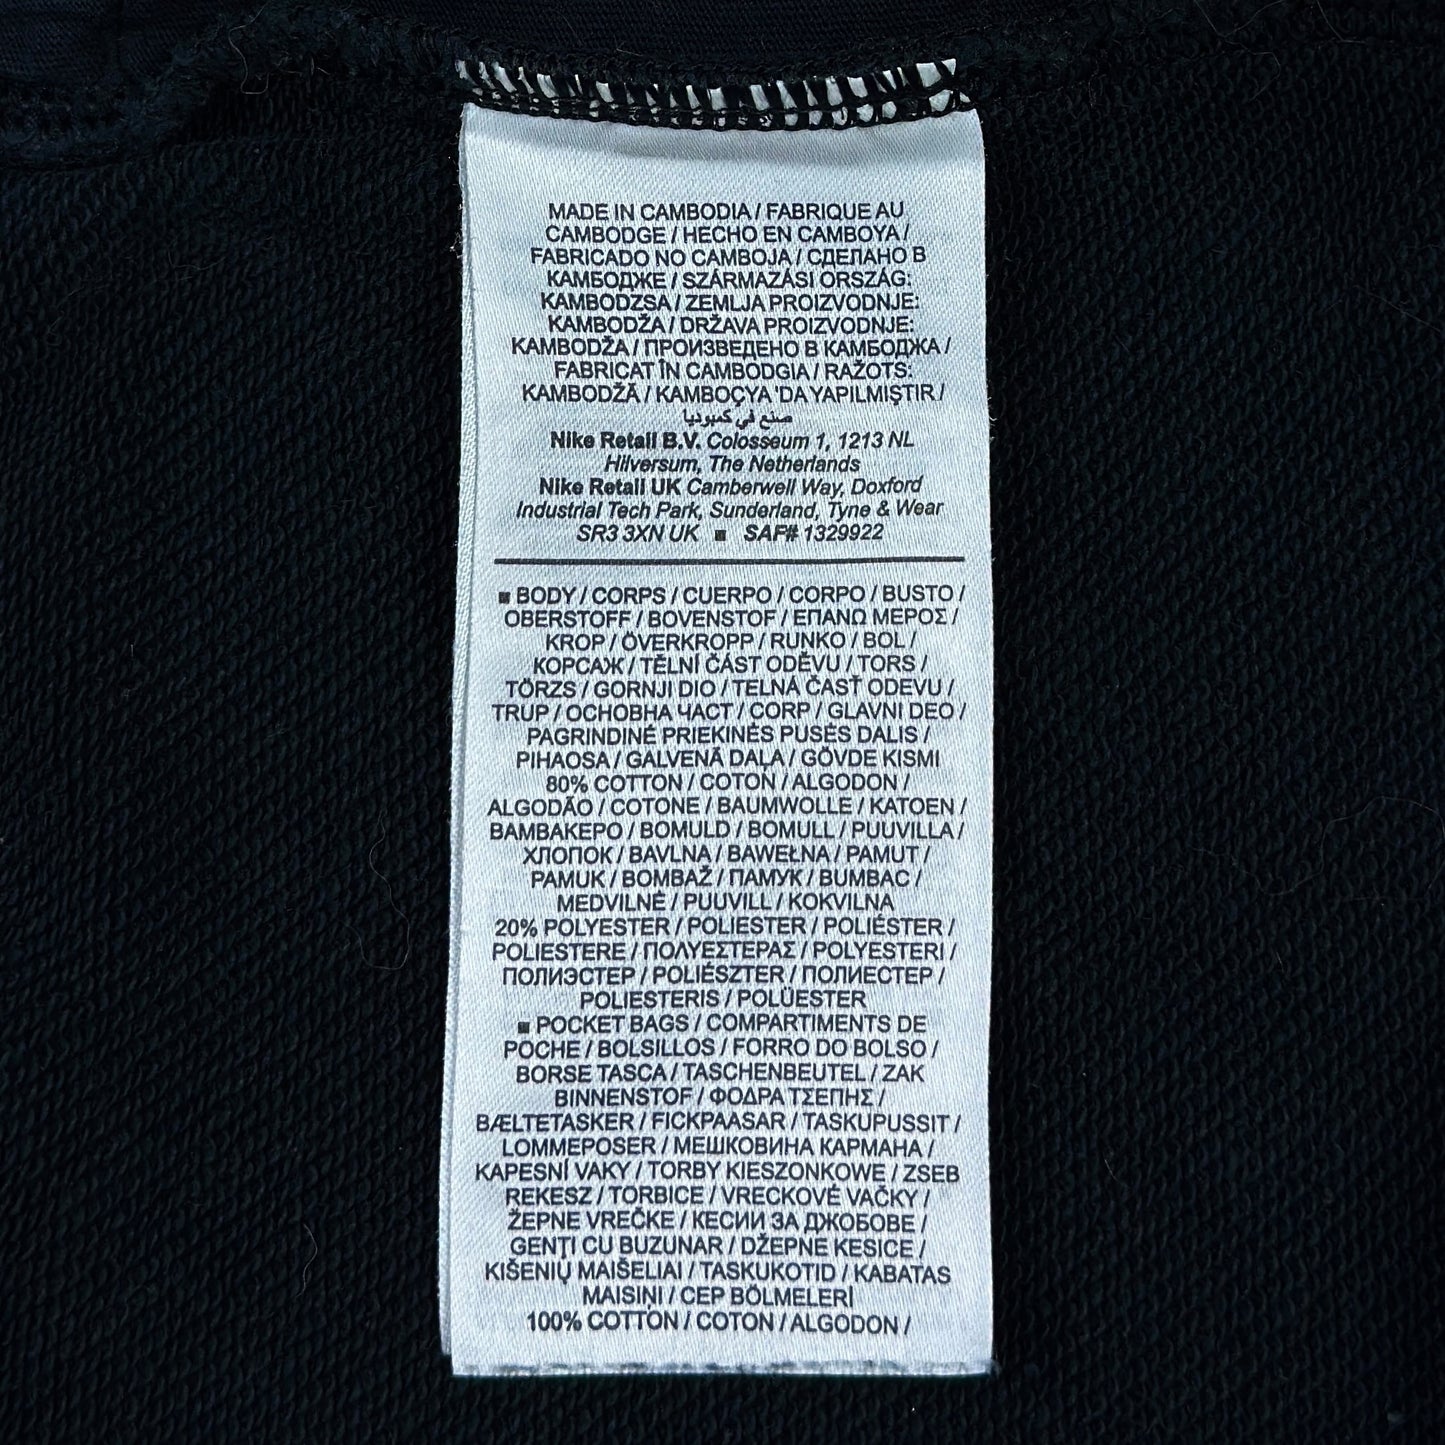 MADE IN CAMBODIA / FABRIQUE AU
CAMBODGE / HECHO EN CAMBOYA /
FABRICADO NO CAMBOJA / СДЕЛАНО В
КАМБОДЖЕ / SZÁRMAZÁSI ORSZÁG:
KAMBODZSA / ZEMLJA PROIZVODNJE:
KAMBODŽA / DRŽAVA PROIZVODNJE:
KAMBODŽA / ПРОИЗВЕДЕНО В КАМБОДЖА /
FABRICAT ÎN CAMBODGIA / RAŽOTS:
KAMBODŽĀ / KAMBOÇYA 'DA YAPILMIŞTIR /
صنع في كمبوديا
Nike Retail B.V. Colosseum 1, 1213 NL
Hilversum, The Netherlands
Nike Retail UK Camberwell Way, Doxford
Industrial Tech Park, Sunderland, Tyne & Wear
SR3 3XN UK ■ SAF# 1329922
■ BODY / CORPS / CUERPO / CORPO / BUSTO /
OBERSTOFF / BOVENSTOF / ΕΠΑΝΩ ΜΕΡΟΣ /
KROP / ÖVERKROPP / RUNKO / BOL /
КОРСАЖ / TĚLNÍ ČÁST ODĚVU / TORS /
TÖRZS / GORNJI DIO / TELNÁ ČASŤ ODEVU /
TRUP / ОСНОВНА ЧАСТ / CORP / GLAVNI DEO /
PAGRINDINĖ PRIEKINĖS PUSĖS DALIS /
PIHAOSA / GALVENĀ DAĻA / GÖVDE KISMI
80% COTTON / COTON / ALGODON /
ALGODÃO / COTONE / BAUMWOLLE / KATOEN /
ΒΑΜΒΑΚΕΡΟ / BOMULD / BOMULL / PUUVILLA /
ХЛОПОК / BAVLNA / BAWEŁNA / PAMUT /
PAMUK / BOMBAŽ / ПАМУК / BUMBAC /
MEDVILNĖ / PUUVILL / KOKVILNA
20% POLYESTER / POLIESTER / POLIÉSTER /
POLIESTERE / ΠΟΛΥΕΣΤΕΡΑΣ / POLYESTERI /
ПОЛИЭСТЕР / POLIÉSZTER / ПОЛИЕСТЕР /
POLIESTERIS / POLÜESTER
■ POCKET BAGS / COMPARTIMENTS DE
POCHE / BOLSILLOS / FORRO DO BOLSO /
BORSE TASCA / TASCHENBEUTEL / ZAK
BINNENSTOF / ΦΟΔΡΑ ΤΣΕΠΗΣ /
BÆLTETASKER / FICKPAASAR / TASKUPUSSIT /
LOMMEPOSER / МЕШКОВИНА КАРМАНА /
KAPESNÍ VAKY / TORBY KIESZONKOWE / ZSEB
REKESZ / TORBICE / VRECKOVÉ VAČKY /
ŽEPNE VREČKE / КЕСИИ ЗА ДЖОБОВЕ /
GENȚI CU BUZUNAR / DŽEPNE KESICE /
KIŠENIŲ MAIŠELIAI / TASKUKOTID / KABATAS
MAISIŅI / CEP BÖLMELERİ
100% COTTON / COTON / ALGODON /